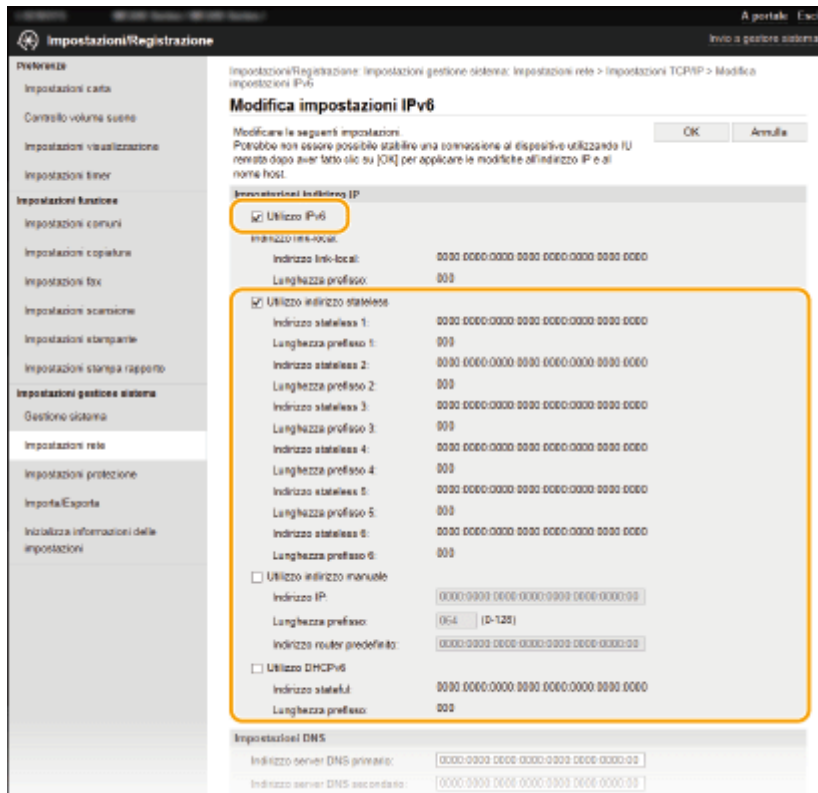 A portale Esci
Impostazioni/Registrazione
Invio a gestore sistema
Preferenze
Impostazioni carta
Controllo volume suono
Impostazioni visualizzazione
Impostazioni timer
Impostazioni funzione
Impostazioni comuni
Impostazioni copiatura
Impostazioni fax
Impostazioni scansione
Impostazioni stampante
Impostazioni stampa rapporto
Impostazioni gestione sistema
Gestione sistema
Impostazioni rete
Impostazioni protezione
Importa/Esporta
Inizializza informazioni delle
impostazioni
Impostazioni/Registrazione: Impostazioni gestione sistema: Impostazioni rete > Impostazioni TCP/IP > Modifica
impostazioni IPv6
Modifica impostazioni IPv6
Modificare le seguenti impostazioni.
Potrebbe non essere possibile stabilire una connessione al dispositivo utilizzando IU
remota dopo aver fatto clic su [OK] per applicare le modifiche all'indirizzo IP e al
nome host.
OK Annulla
Impostazioni indirizzo IP
Utilizzo IPv6
Indirizzo link-local:
Indirizzo link-local: 0000:0000:0000:0000:0000:0000:0000:0000
Lunghezza prefisso: 000
Utilizzo indirizzo stateless
Indirizzo stateless 1: 0000:0000:0000:0000:0000:0000:0000:0000
Lunghezza prefisso 1: 000
Indirizzo stateless 2: 0000:0000:0000:0000:0000:0000:0000:0000
Lunghezza prefisso 2: 000
Indirizzo stateless 3: 0000:0000:0000:0000:0000:0000:0000:0000
Lunghezza prefisso 3: 000
Indirizzo stateless 4: 0000:0000:0000:0000:0000:0000:0000:0000
Lunghezza prefisso 4: 000
Indirizzo stateless 5: 0000:0000:0000:0000:0000:0000:0000:0000
Lunghezza prefisso 5: 000
Indirizzo stateless 6: 0000:0000:0000:0000:0000:0000:0000:0000
Lunghezza prefisso 6: 000
Utilizzo indirizzo manuale
Indirizzo IP: 0000:0000:0000:0000:0000:0000:0000:00
Lunghezza prefisso: 064 (0-128)
Indirizzo router predefinito: 0000:0000:0000:0000:0000:0000:0000:00
Utilizzo DHCPv6
Indirizzo stateful: 0000:0000:0000:0000:0000:0000:0000:0000
Lunghezza prefisso: 000
Impostazioni DNS
Indirizzo server DNS primario: 0000:0000:0000:0000:0000:0000:0000:00
Indirizzo server DNS secondario: 0000:0000:0000:0000:0000:0000:0000:00